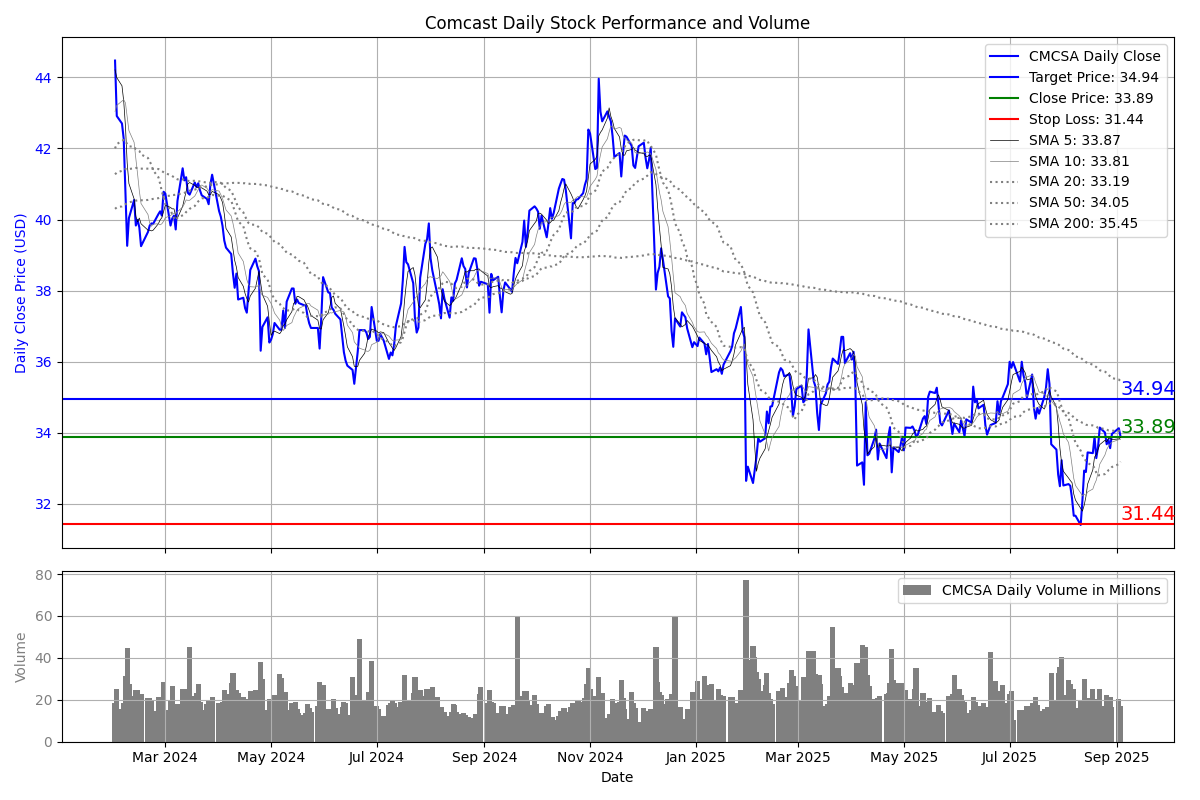 Comcast Daily Stock Performance and Volume
Daily Close Price (USD)
44
42
40
38
36
34
32
CMCSA Daily Close
Target Price: 34.94
Close Price: 33.89
Stop Loss: 31.44
SMA 5: 33.87
SMA 10: 33.81
SMA 20: 33.19
SMA 50: 34.05
SMA 200: 35.45
34.94
33.89
31.44
Volume
80
60
40
20
0
CMCSA Daily Volume in Millions
Mar 2024 May 2024 Jul 2024 Sep 2024 Nov 2024 Jan 2025 Mar 2025 May 2025 Jul 2025 Sep 2025
Date